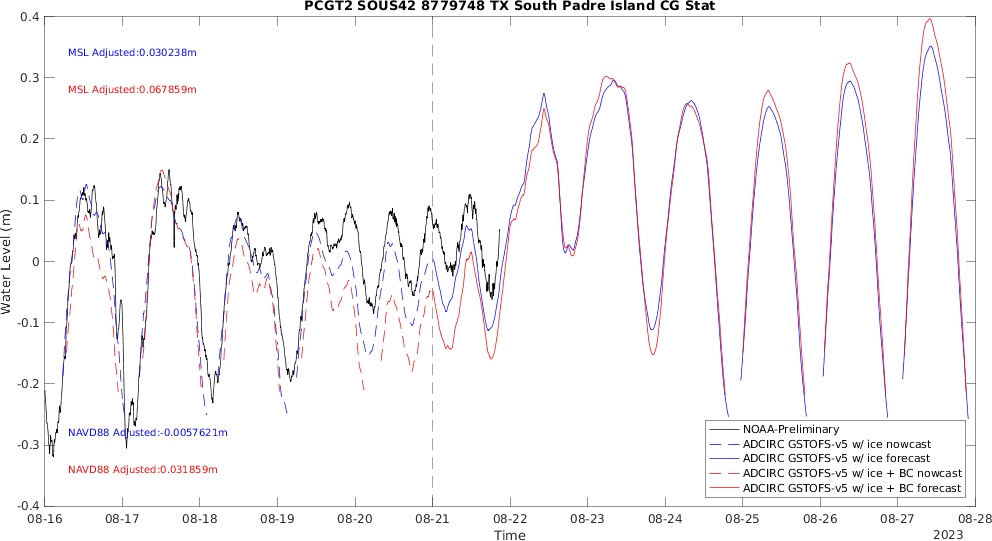 PCGT2 SOUS42 8779748 TX South Padre Island CG Stat
0.4
0.3
0.2
0.1
0
-0.1
-0.2
-0.3
-0.4
Water Level (m)
MSL Adjusted:0.030238m
MSL Adjusted:0.067859m
NAVD88 Adjusted:-0.0057621m
NAVD88 Adjusted:0.031859m
NOAA-Preliminary
ADCIRC GSTOFS-v5 w/ ice nowcast
ADCIRC GSTOFS-v5 w/ ice forecast
ADCIRC GSTOFS-v5 w/ ice + BC nowcast
ADCIRC GSTOFS-v5 w/ ice + BC forecast
08-16 08-17 08-18 08-19 08-20 08-21 08-22 08-23 08-24 08-25 08-26 08-27 08-28
Time
2023